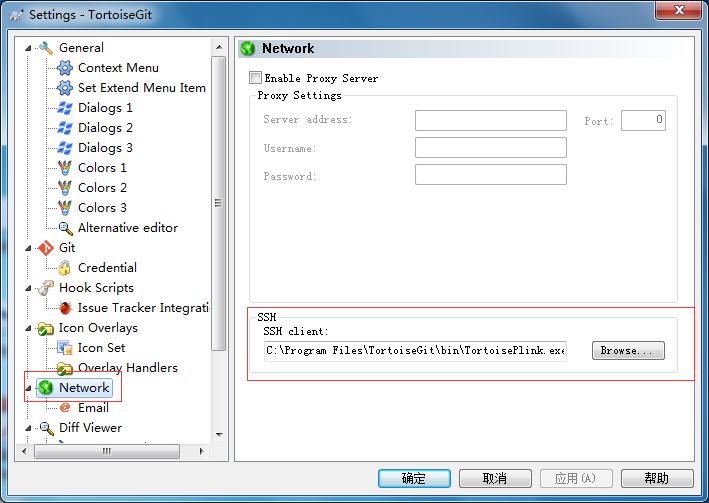 Settings - TortoiseGit
General
Context Menu
Set Extend Menu Item
Dialogs 1
Dialogs 2
Dialogs 3
Colors 1
Colors 2
Colors 3
Alternative editor
Git
Credential
Hook Scripts
Issue Tracker Integrati
Icon Overlays
Icon Set
Overlay Handlers
Network
Email
Diff Viewer
Network
Enable Proxy Server
Proxy Settings
Server address:
Port: 0
Username:
Password:
SSH
SSH client:
C:\Program Files\TortoiseGit\bin\TortoisePlink.exe
Browse...
确定 取消 应用(A) 帮助